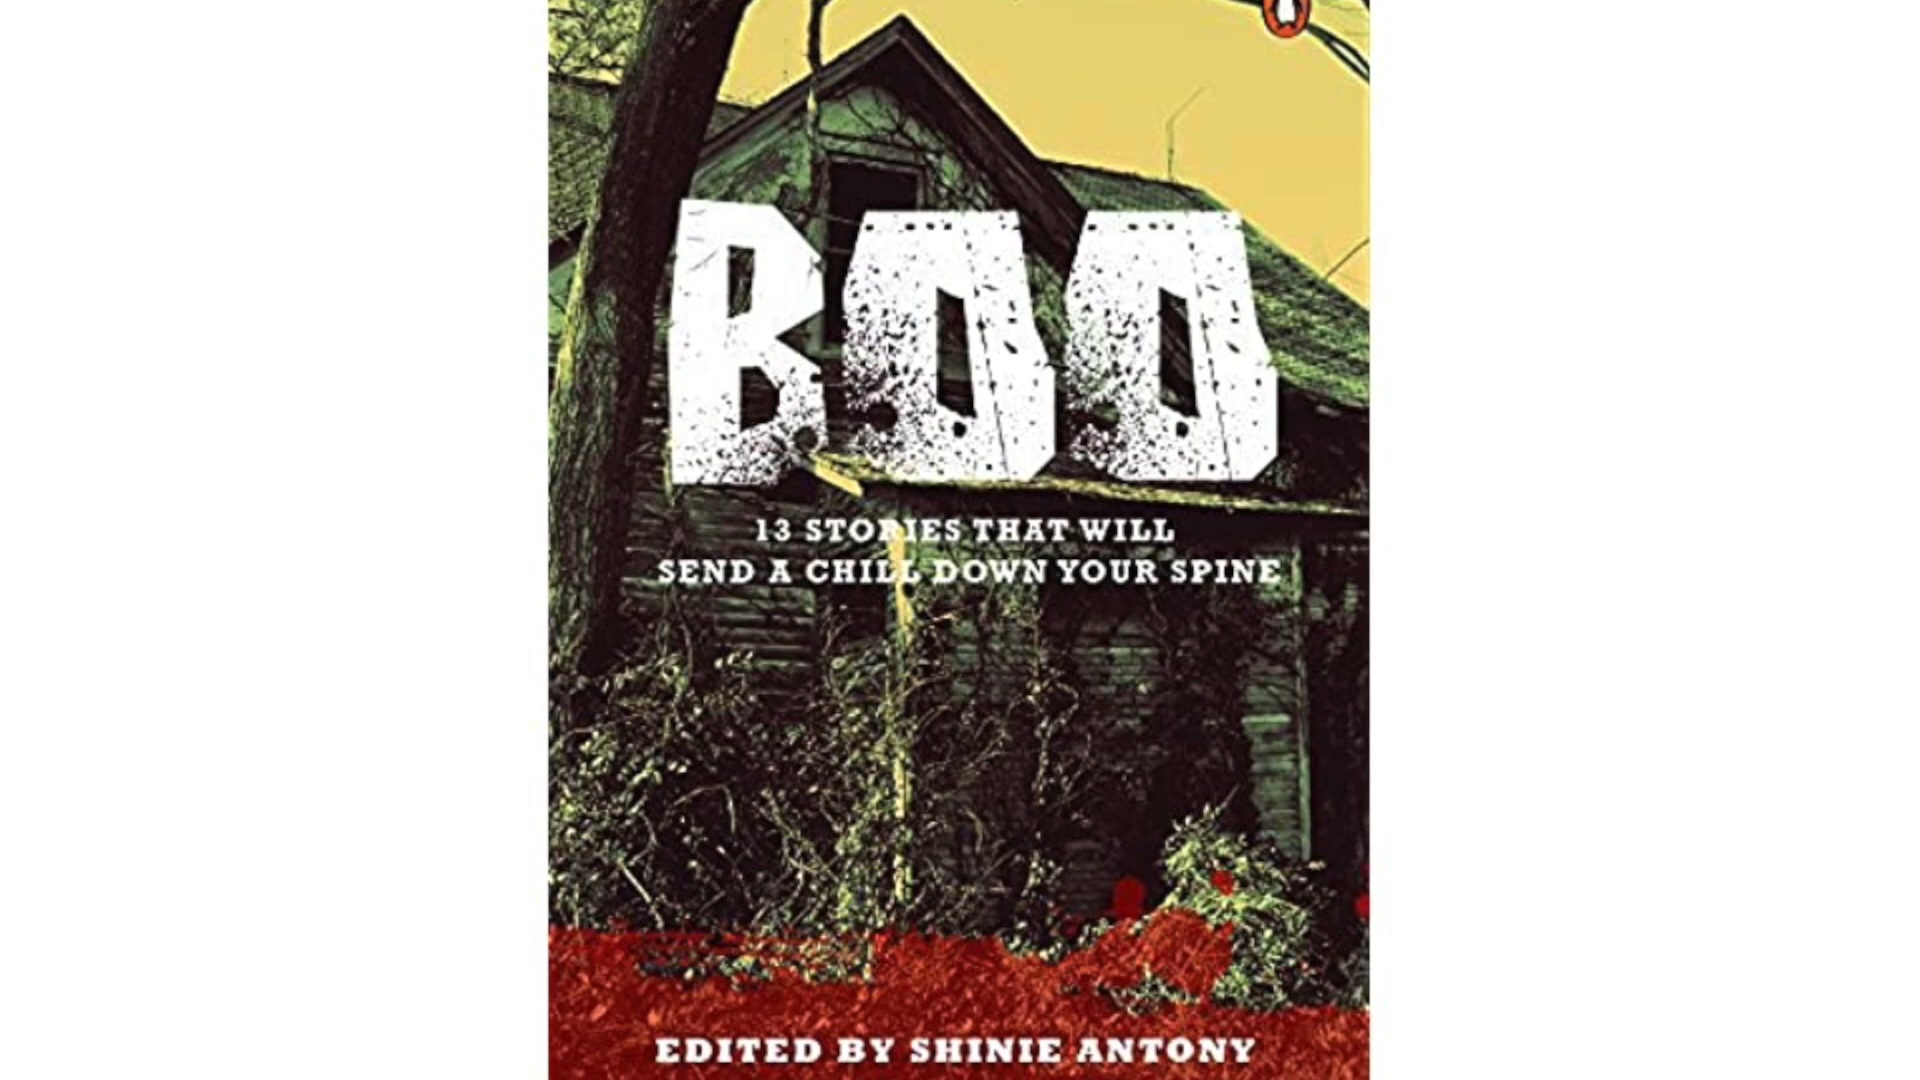 BOO
13 STORIES THAT WILL
SEND A CHILL DOWN YOUR SPINE
EDITED BY SHINIE ANTONY